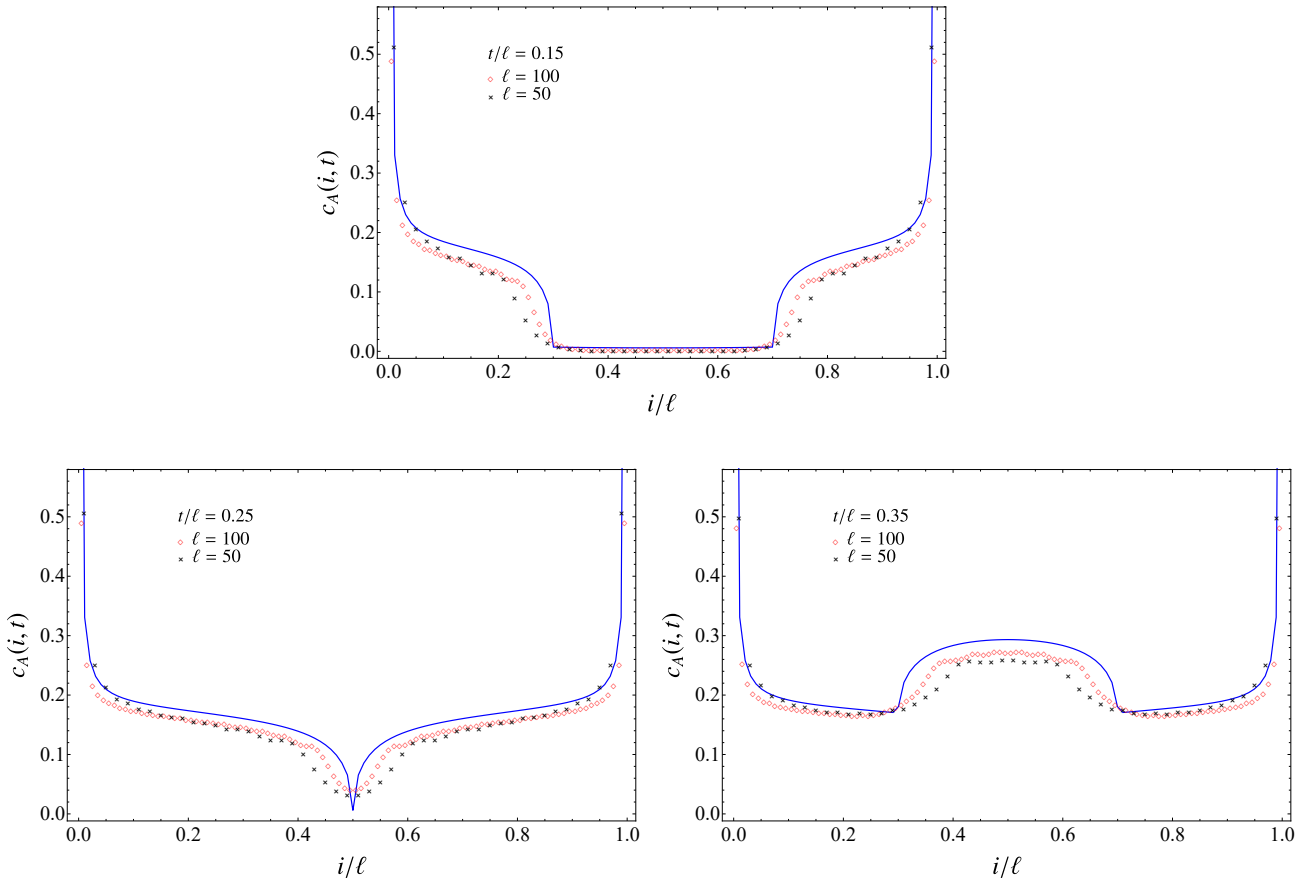 t/ℓ = 0.15
◇ ℓ = 100
× ℓ = 50
c_A(i, t)
0.5
0.4
0.3
0.2
0.1
0.0
0.0 0.2 0.4 0.6 0.8 1.0
i/ℓ
t/ℓ = 0.25
◇ ℓ = 100
× ℓ = 50
c_A(i, t)
0.5
0.4
0.3
0.2
0.1
0.0
0.0 0.2 0.4 0.6 0.8 1.0
i/ℓ
t/ℓ = 0.35
◇ ℓ = 100
× ℓ = 50
c_A(i, t)
0.5
0.4
0.3
0.2
0.1
0.0
0.0 0.2 0.4 0.6 0.8 1.0
i/ℓ